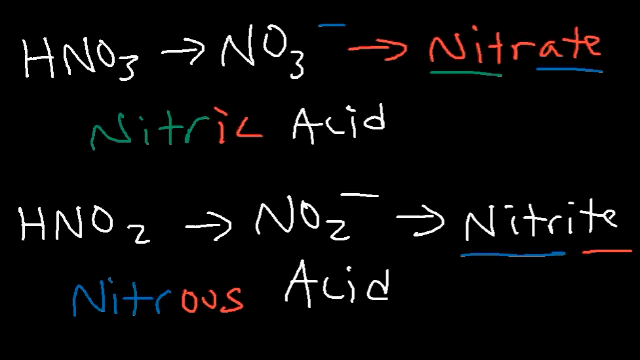 HNO₃ → NO₃⁻ → Nitrate
Nitric Acid
HNO₂ → NO₂⁻ → Nitrite
Nitrous Acid